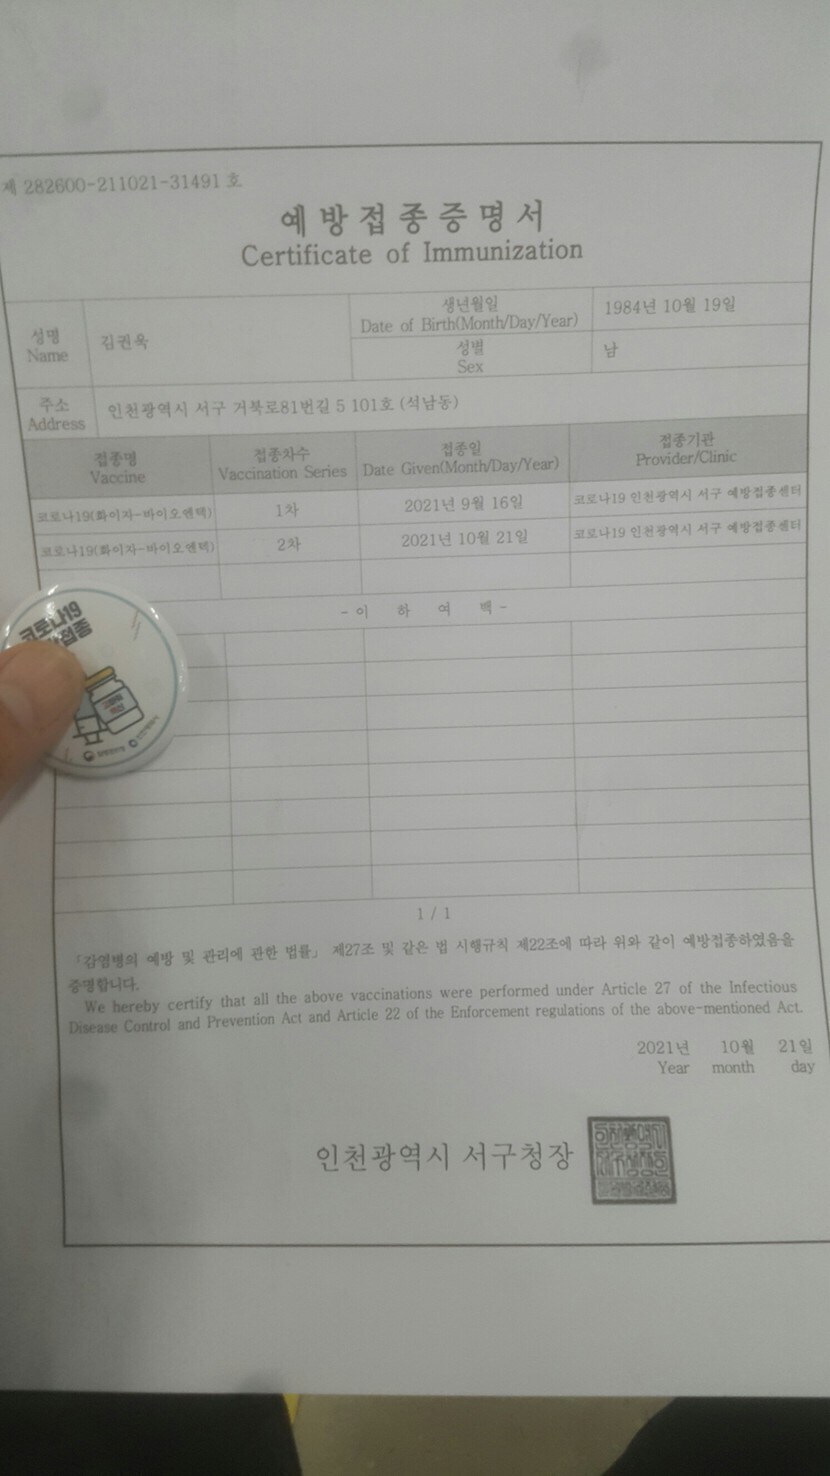 제 282600-211021-31491 호
예방접종증명서
Certificate of Immunization
성명
Name
김권욱
생년월일
Date of Birth(Month/Day/Year)
1984년 10월 19일
성별
Sex
남
주소
Address
인천광역시 서구 거북로81번길 5 101호 (석남동)
접종명
Vaccine
접종차수
Vaccination Series
접종일
Date Given(Month/Day/Year)
접종기관
Provider/Clinic
코로나19(화이자-바이오엔텍) 1차 2021년 9월 16일 코로나19 인천광역시 서구 예방접종센터
코로나19(화이자-바이오엔텍) 2차 2021년 10월 21일 코로나19 인천광역시 서구 예방접종센터
- 이 하 여 백 -
코로나19
접종
1 / 1
「감염병의 예방 및 관리에 관한 법률」 제27조 및 같은 법 시행규칙 제22조에 따라 위와 같이 예방접종하였음을
증명합니다.
We hereby certify that all the above vaccinations were performed under Article 27 of the Infectious
Disease Control and Prevention Act and Article 22 of the Enforcement regulations of the above-mentioned Act.
2021년 10월 21일
Year month day
인천광역시 서구청장